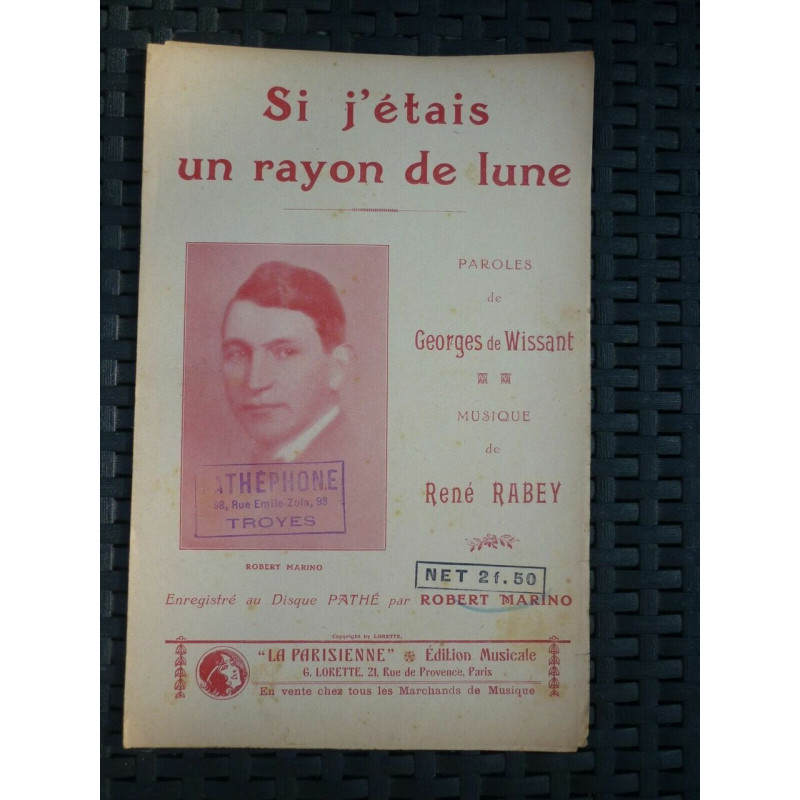 Si j'étais
un rayon de lune
PAROLES
de
Georges de Wissant
MUSIQUE
de
René RABEY
ATHÉPHONE
98, Rue Emile-Zola, 98
TROYES
ROBERT MARINO
NET 2f.50
Enregistré au Disque PATHÉ par ROBERT MARINO
Copyright by LORETTE.
"LA PARISIENNE" Édition Musicale
G. LORETTE, 21, Rue de Provence, Paris
En vente chez tous les Marchands de Musique